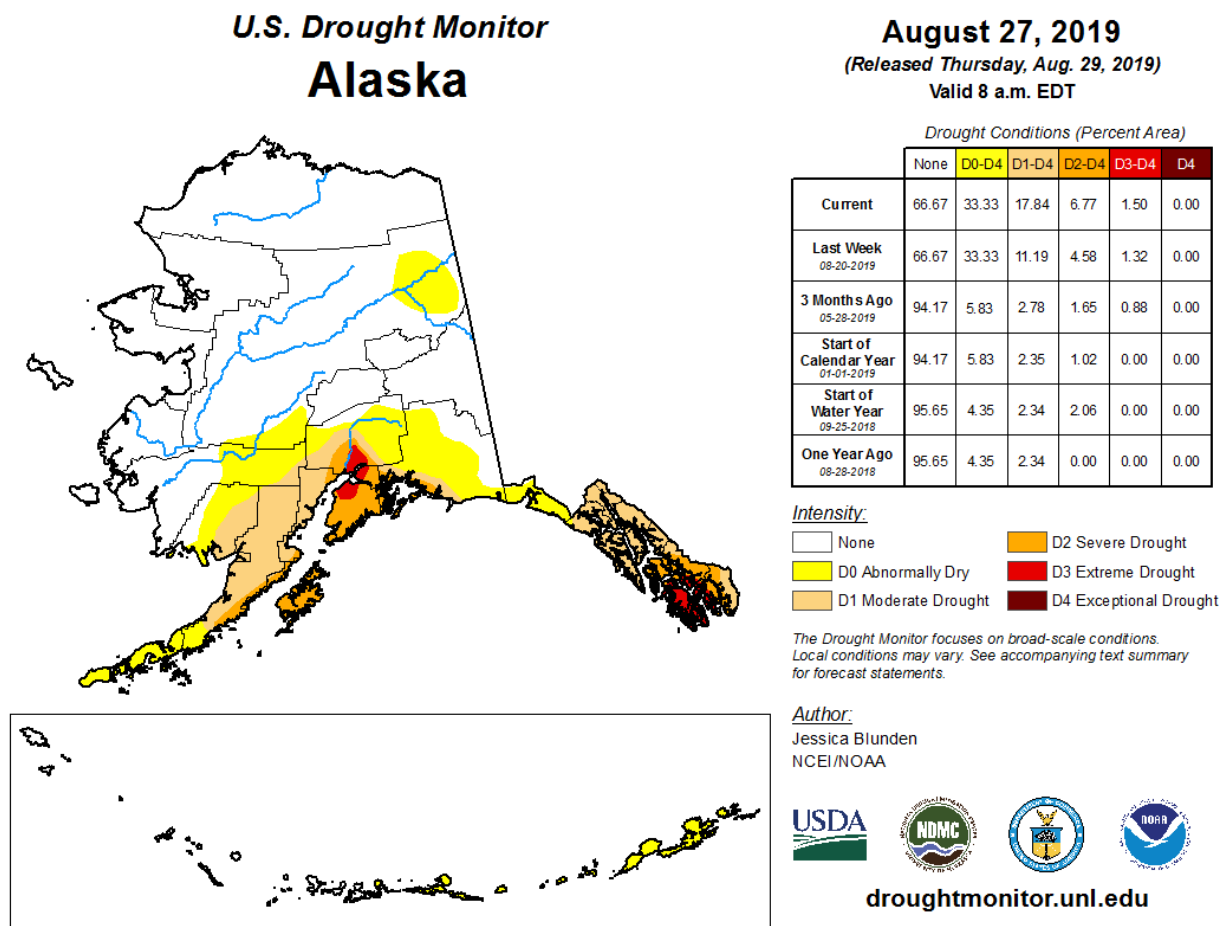 U.S. Drought Monitor
Alaska
August 27, 2019
(Released Thursday, Aug. 29, 2019)
Valid 8 a.m. EDT
Drought Conditions (Percent Area)
None D0-D4 D1-D4 D2-D4 D3-D4 D4
Current 66.67 33.33 17.84 6.77 1.50 0.00
Last Week
08-20-2019
66.67 33.33 11.19 4.58 1.32 0.00
3 Months Ago
05-28-2019
94.17 5.83 2.78 1.65 0.88 0.00
Start of
Calendar Year
01-01-2019
94.17 5.83 2.35 1.02 0.00 0.00
Start of
Water Year
09-25-2018
95.65 4.35 2.34 2.06 0.00 0.00
One Year Ago
08-28-2018
95.65 4.35 2.34 0.00 0.00 0.00
Intensity:
None
D0 Abnormally Dry
D1 Moderate Drought
D2 Severe Drought
D3 Extreme Drought
D4 Exceptional Drought
The Drought Monitor focuses on broad-scale conditions.
Local conditions may vary. See accompanying text summary
for forecast statements.
Author:
Jessica Blunden
NCEI/NOAA
USDA
NDMC
NOAA
droughtmonitor.unl.edu